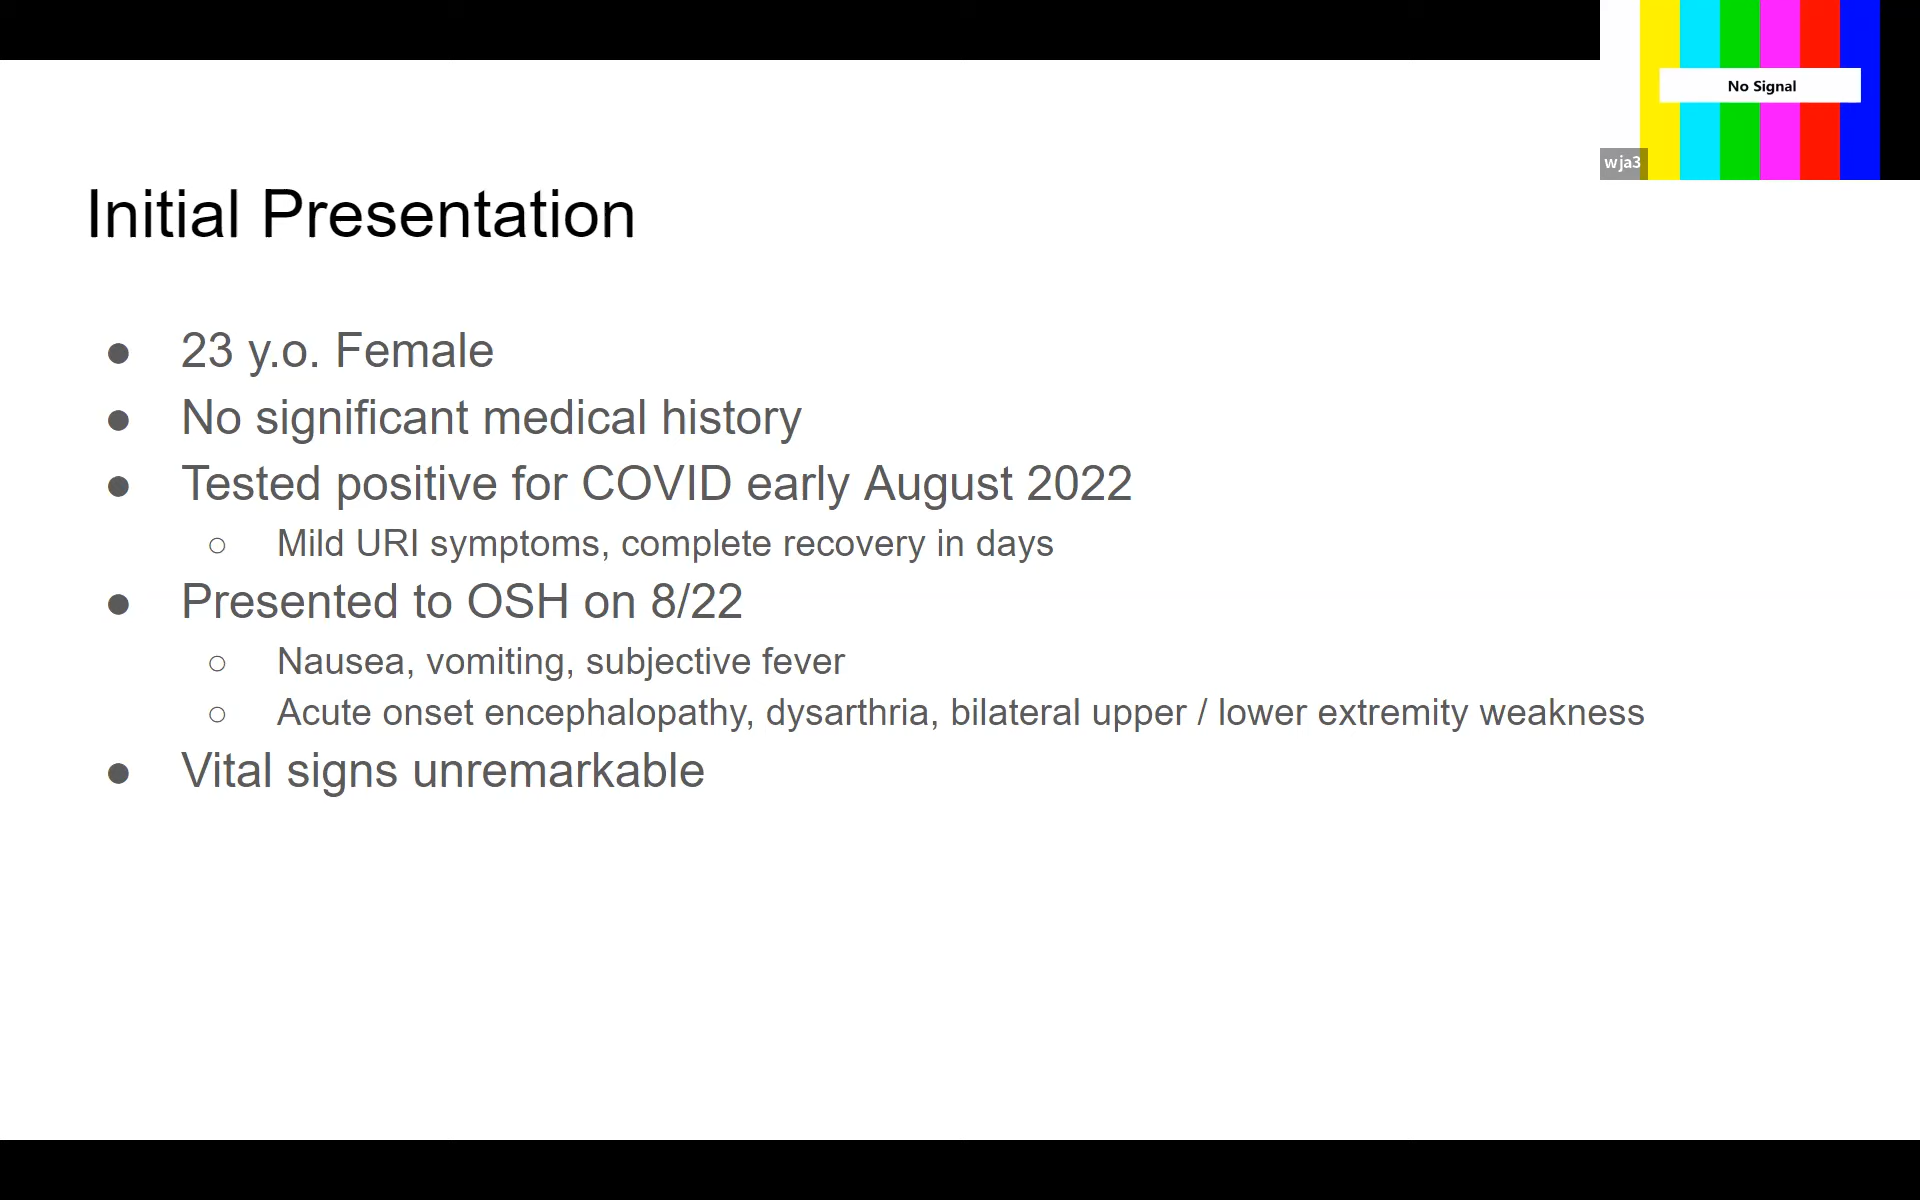 No Signal
wja3
Initial Presentation
● 23 y.o. Female
● No significant medical history
● Tested positive for COVID early August 2022
○ Mild URI symptoms, complete recovery in days
● Presented to OSH on 8/22
○ Nausea, vomiting, subjective fever
○ Acute onset encephalopathy, dysarthria, bilateral upper / lower extremity weakness
● Vital signs unremarkable